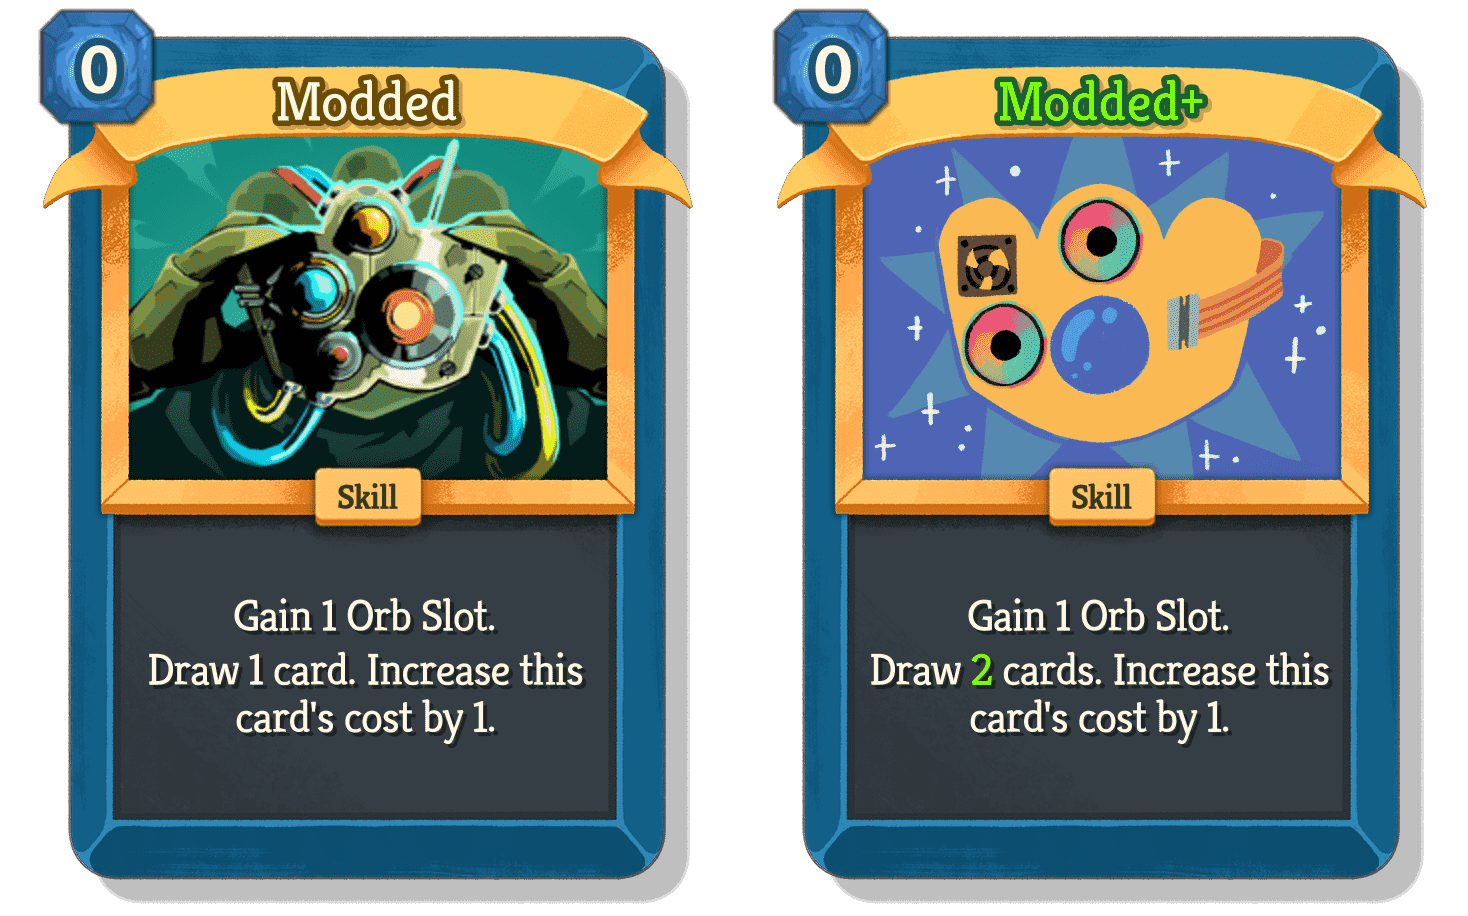 0
Modded
Skill
Gain 1 Orb Slot.
Draw 1 card. Increase this
card's cost by 1.
0
Modded+
Skill
Gain 1 Orb Slot.
Draw 2 cards. Increase this
card's cost by 1.